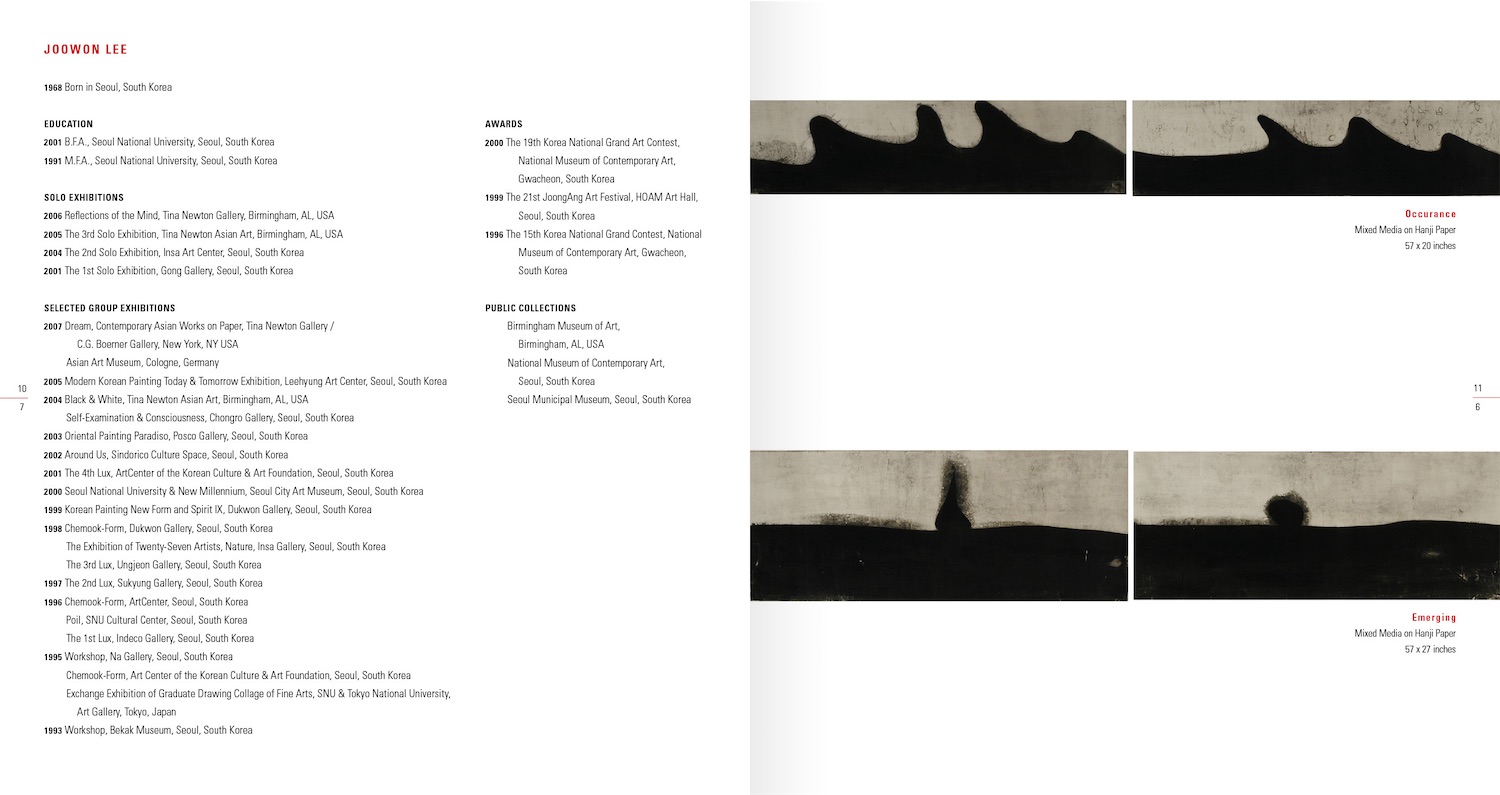 JOOWON LEE
1968 Born in Seoul, South Korea
EDUCATION
2001 B.F.A., Seoul National University, Seoul, South Korea
1991 M.F.A., Seoul National University, Seoul, South Korea
SOLO EXHIBITIONS
2006 Reflections of the Mind, Tina Newton Gallery, Birmingham, AL, USA
2005 The 3rd Solo Exhibition, Tina Newton Asian Art, Birmingham, AL, USA
2004 The 2nd Solo Exhibition, Insa Art Center, Seoul, South Korea
2001 The 1st Solo Exhibition, Gong Gallery, Seoul, South Korea
SELECTED GROUP EXHIBITIONS
2007 Dream, Contemporary Asian Works on Paper, Tina Newton Gallery /
C.G. Boerner Gallery, New York, NY USA
Asian Art Museum, Cologne, Germany
2005 Modern Korean Painting Today & Tomorrow Exhibition, Leehyung Art Center, Seoul, South Korea
2004 Black & White, Tina Newton Asian Art, Birmingham, AL, USA
Self-Examination & Consciousness, Chongro Gallery, Seoul, South Korea
2003 Oriental Painting Paradiso, Posco Gallery, Seoul, South Korea
2002 Around Us, Sindorico Culture Space, Seoul, South Korea
2001 The 4th Lux, ArtCenter of the Korean Culture & Art Foundation, Seoul, South Korea
2000 Seoul National University & New Millennium, Seoul City Art Museum, Seoul, South Korea
1999 Korean Painting New Form and Spirit IX, Dukwon Gallery, Seoul, South Korea
1998 Chemook-Form, Dukwon Gallery, Seoul, South Korea
The Exhibition of Twenty-Seven Artists, Nature, Insa Gallery, Seoul, South Korea
The 3rd Lux, Ungjeon Gallery, Seoul, South Korea
1997 The 2nd Lux, Sukyung Gallery, Seoul, South Korea
1996 Chemook-Form, ArtCenter, Seoul, South Korea
Poil, SNU Cultural Center, Seoul, South Korea
The 1st Lux, Indeco Gallery, Seoul, South Korea
1995 Workshop, Na Gallery, Seoul, South Korea
Chemook-Form, Art Center of the Korean Culture & Art Foundation, Seoul, South Korea
Exchange Exhibition of Graduate Drawing Collage of Fine Arts, SNU & Tokyo National University,
Art Gallery, Tokyo, Japan
1993 Workshop, Bekak Museum, Seoul, South Korea
10
7
AWARDS
2000 The 19th Korea National Grand Art Contest,
National Museum of Contemporary Art,
Gwacheon, South Korea
1999 The 21st JoongAng Art Festival, HOAM Art Hall,
Seoul, South Korea
1996 The 15th Korea National Grand Contest, National
Museum of Contemporary Art, Gwacheon,
South Korea
PUBLIC COLLECTIONS
Birmingham Museum of Art,
Birmingham, AL, USA
National Museum of Contemporary Art,
Seoul, South Korea
Seoul Municipal Museum, Seoul, South Korea
Occurance
Mixed Media on Hanji Paper
57 x 20 inches
11
6
Emerging
Mixed Media on Hanji Paper
57 x 27 inches